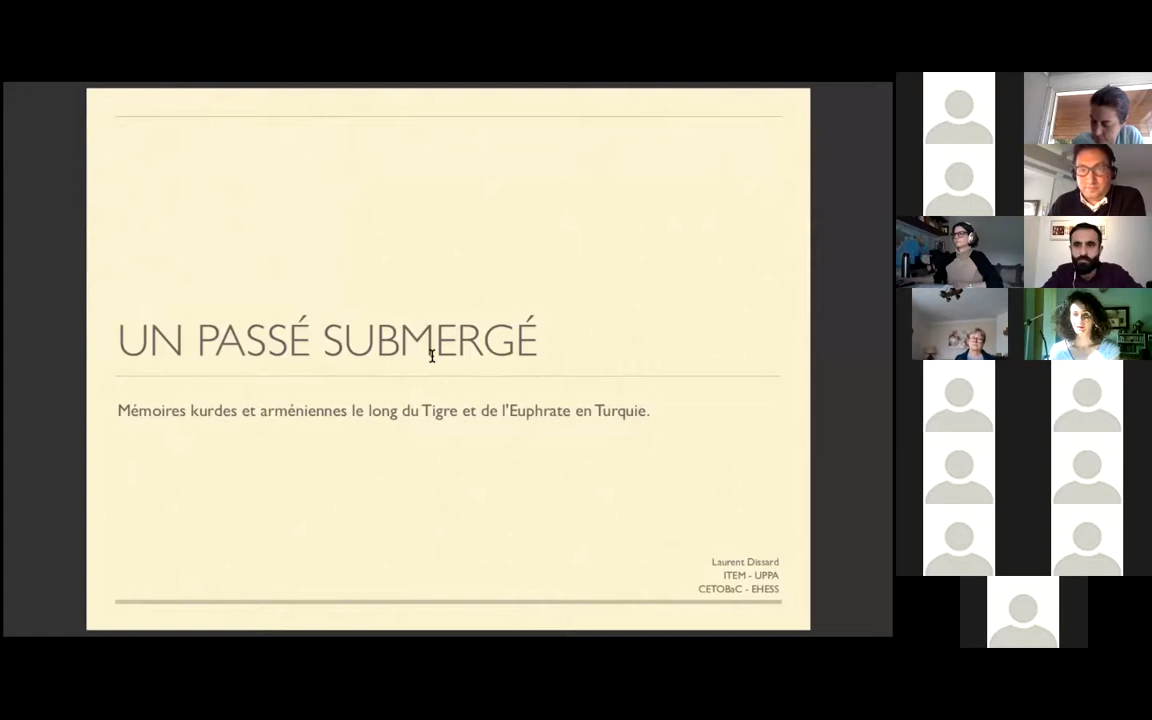 UN PASSÉ SUBMERGÉ
Mémoires kurdes et arméniennes le long du Tigre et de l'Euphrate en Turquie.
Laurent Dissard
ITEM - UPPA
CETOBaC - EHESS